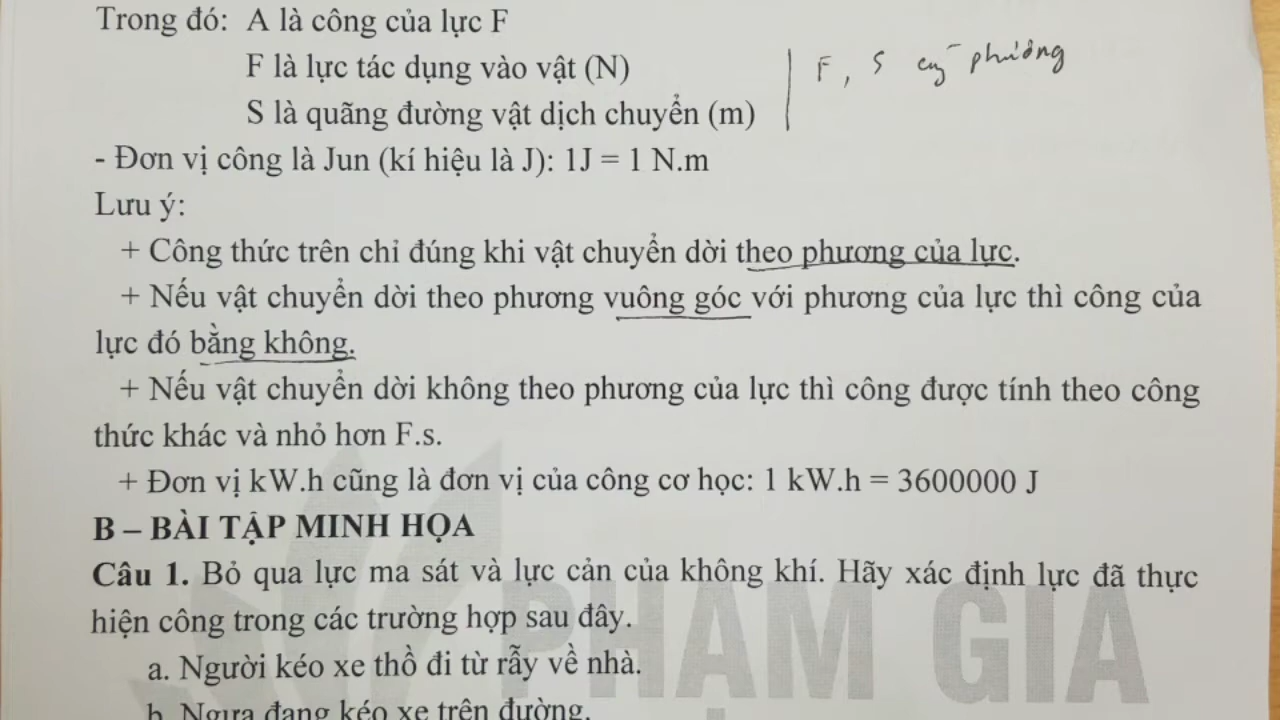 Trong đó: A là công của lực F
F là lực tác dụng vào vật (N)
S là quãng đường vật dịch chuyển (m)
F, S cùng phương
- Đơn vị công là Jun (kí hiệu là J): 1J = 1 N.m
Lưu ý:
+ Công thức trên chỉ đúng khi vật chuyển dời theo phương của lực.
+ Nếu vật chuyển dời theo phương vuông góc với phương của lực thì công của
lực đó bằng không.
+ Nếu vật chuyển dời không theo phương của lực thì công được tính theo công
thức khác và nhỏ hơn F.s.
+ Đơn vị kW.h cũng là đơn vị của công cơ học: 1 kW.h = 3600000 J
B – BÀI TẬP MINH HỌA
Câu 1. Bỏ qua lực ma sát và lực cản của không khí. Hãy xác định lực đã thực
hiện công trong các trường hợp sau đây.
a. Người kéo xe thồ đi từ rẫy về nhà.
b. Ngựa đang kéo xe trên đường.
PHẠM GIA